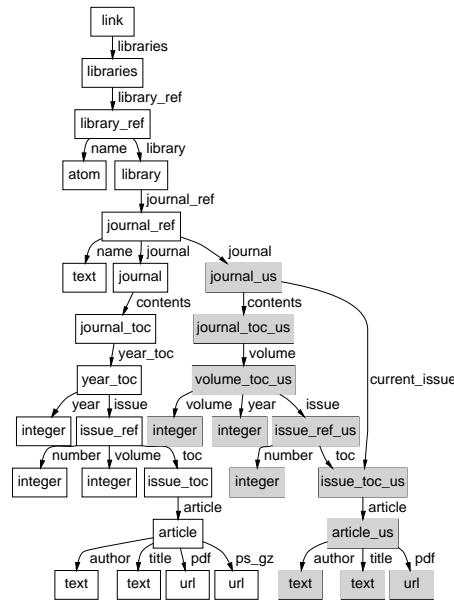 link
libraries
libraries
library_ref
library_ref
name library
atom library
journal_ref
journal_ref
name journal journal
text journal journal_us
contents contents
journal_toc journal_toc_us
year_toc volume
year_toc volume_toc_us
current_issue
year issue volume year issue
integer issue_ref integer integer issue_ref_us
number volume toc number toc
integer integer issue_toc integer issue_toc_us
article article
article article_us
author title pdf ps_gz author title pdf
text text url url text text url